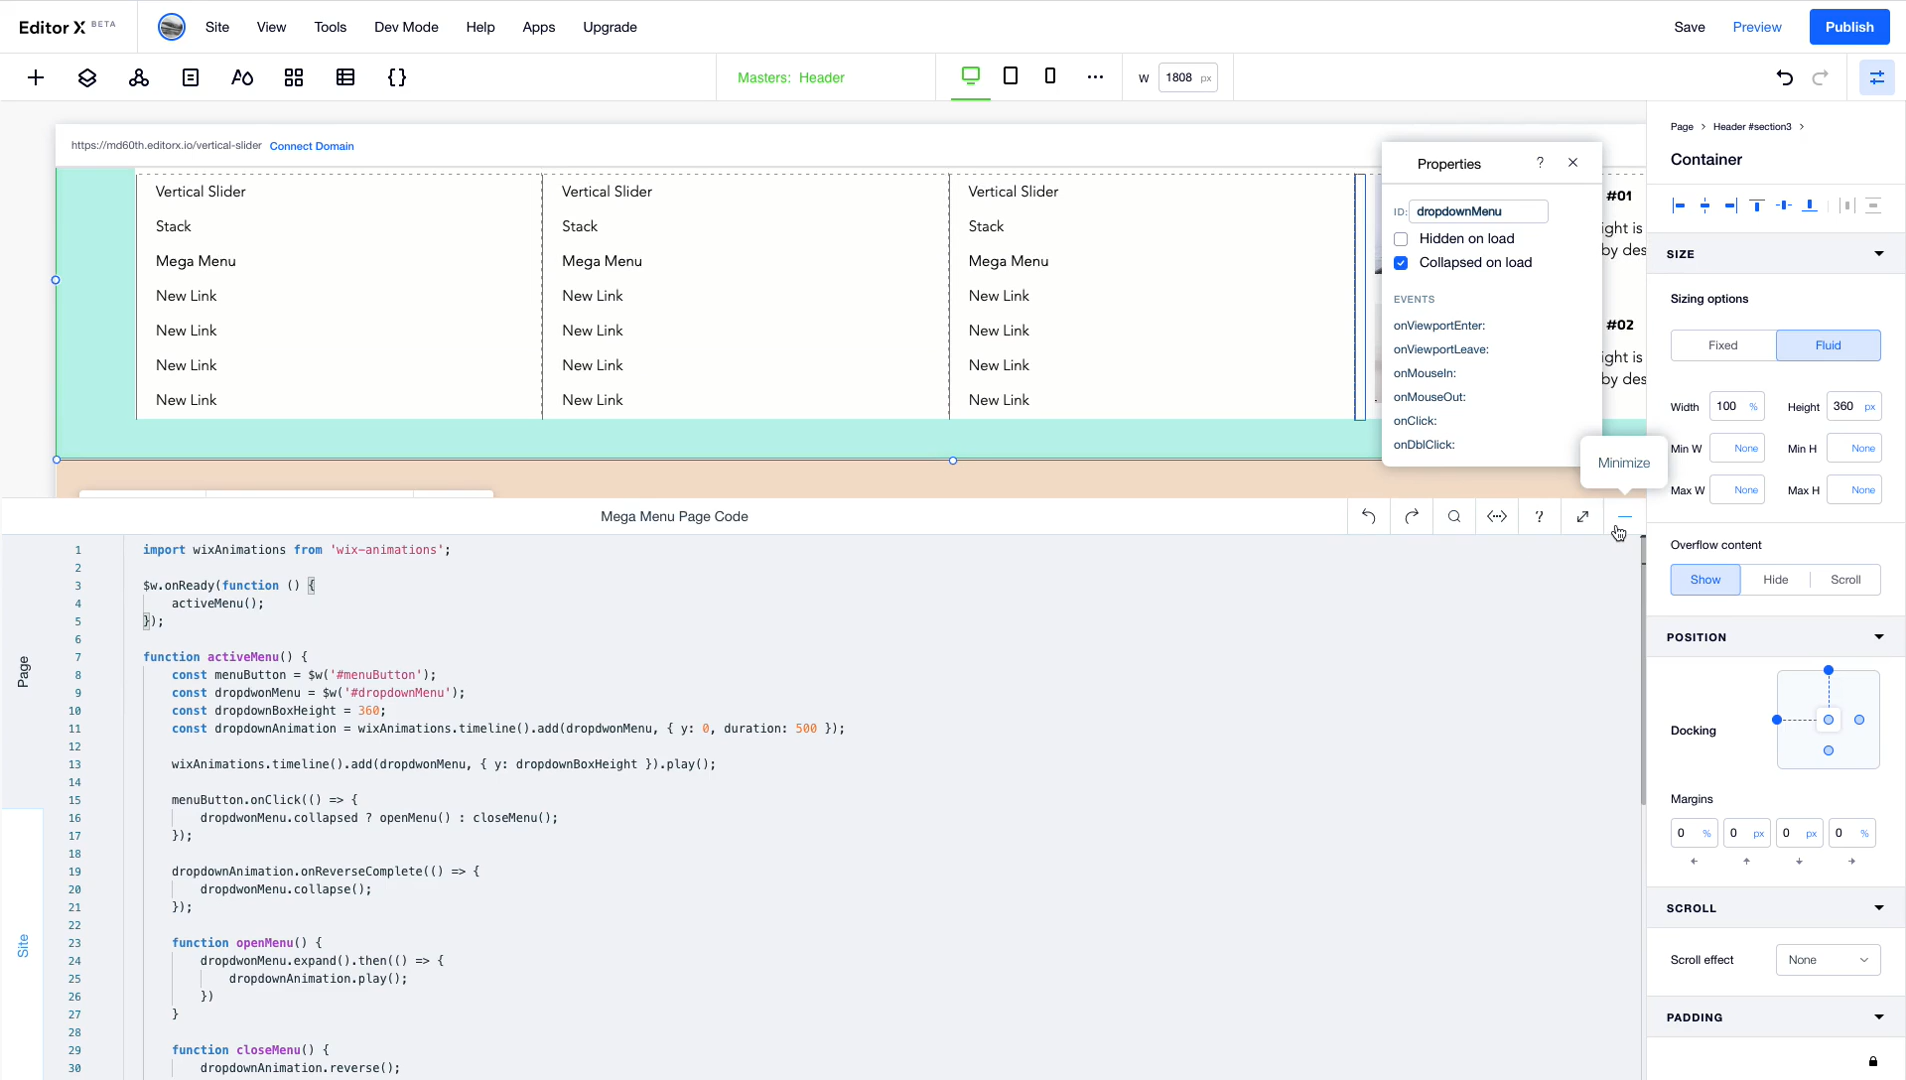 Editor X BETA
Site
View
Tools
Dev Mode
Help
Apps
Upgrade
Save
Preview
Publish
Masters: Header
W 1808 px
https://md60th.editorx.io/vertical-slider Connect Domain
Vertical Slider
Stack
Mega Menu
New Link
New Link
New Link
New Link
Vertical Slider
Stack
Mega Menu
New Link
New Link
New Link
New Link
Vertical Slider
Stack
Mega Menu
New Link
New Link
New Link
New Link
#01
ight is
by des
#02
ight is
by des
Properties ?
ID: dropdownMenu
Hidden on load
Collapsed on load
EVENTS
onViewportEnter:
onViewportLeave:
onMouseIn:
onMouseOut:
onClick:
onDblClick:
Minimize
Mega Menu Page Code
?
Page
Site
1 import wixAnimations from 'wix-animations';
2
3 $w.onReady(function () {
4 activeMenu();
5 });
6
7 function activeMenu() {
8 const menuButton = $w('#menuButton');
9 const dropdwonMenu = $w('#dropdownMenu');
10 const dropdownBoxHeight = 360;
11 const dropdownAnimation = wixAnimations.timeline().add(dropdwonMenu, { y: 0, duration: 500 });
12
13 wixAnimations.timeline().add(dropdwonMenu, { y: dropdownBoxHeight }).play();
14
15 menuButton.onClick(() => {
16 dropdwonMenu.collapsed ? openMenu() : closeMenu();
17 });
18
19 dropdownAnimation.onReverseComplete(() => {
20 dropdwonMenu.collapse();
21 });
22
23 function openMenu() {
24 dropdwonMenu.expand().then(() => {
25 dropdownAnimation.play();
26 })
27 }
28
29 function closeMenu() {
30 dropdownAnimation.reverse();
Page > Header #section3 >
Container
SIZE
Sizing options
Fixed
Fluid
Width 100 % Height 360 px
Min W None Min H None
Max W None Max H None
Overflow content
Show
Hide
Scroll
POSITION
Docking
Margins
0 % 0 px 0 px 0 %
SCROLL
Scroll effect None
PADDING